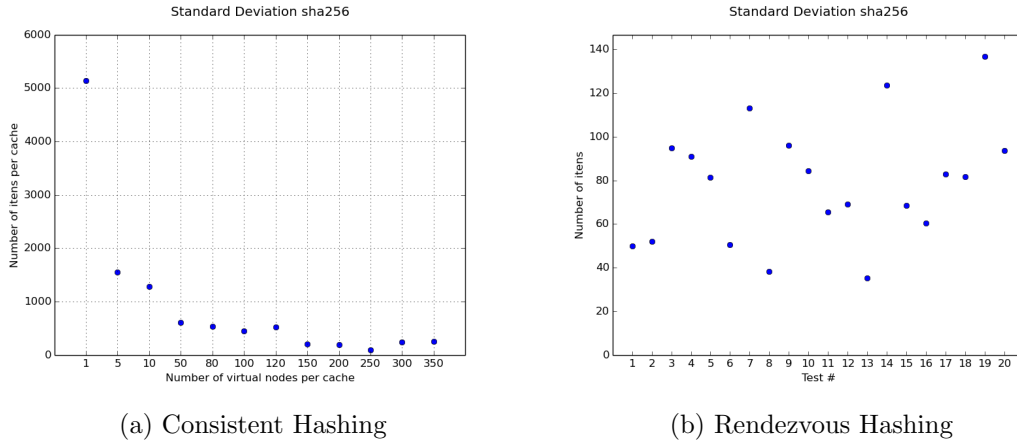 Standard Deviation sha256
6000
5000
4000
3000
2000
1000
0
Number of itens per cache
1 5 10 50 80 100 120 150 200 250 300 350
Number of virtual nodes per cache
(a) Consistent Hashing
Standard Deviation sha256
140
120
100
80
60
40
20
0
Number of itens
1 2 3 4 5 6 7 8 9 10 11 12 13 14 15 16 17 18 19 20
Test #
(b) Rendezvous Hashing